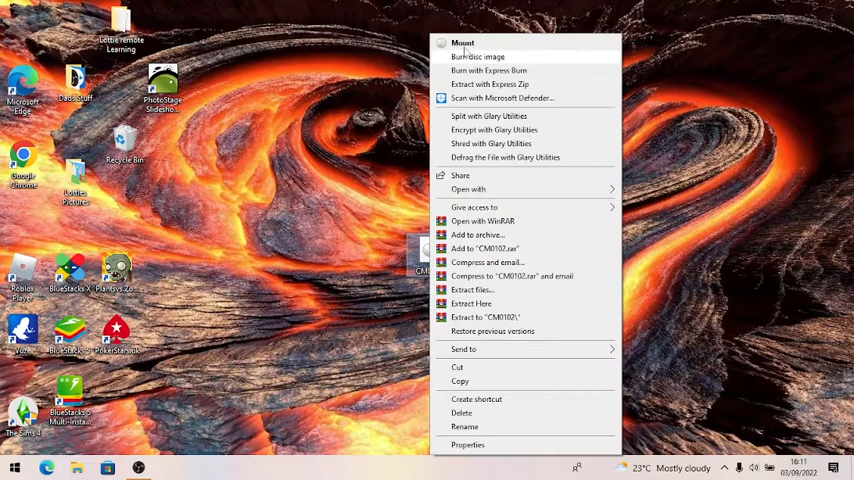 Lottie remote
Learning
Microsoft
Edge
Dads Stuff
PhotoStage
Slidesho...
Recycle Bin
Google
Chrome
Lotties
Pictures
Roblox
Player
BlueStacks X
Plantsvs.Zo...
Vuze
BlueStacks 5
PokerStars.uk
The Sims 4
BlueStacks 5
Multi-Insta...
Mount
Burn disc image
Burn with Express Burn
Extract with Express Zip
Scan with Microsoft Defender...
Split with Glary Utilities
Encrypt with Glary Utilities
Shred with Glary Utilities
Defrag the File with Glary Utilities
Share
Open with
Give access to
Open with WinRAR
Add to archive...
Add to "CM0102.rar"
Compress and email...
Compress to "CM0102.rar" and email
Extract files...
Extract Here
Extract to "CM0102\"
Restore previous versions
Send to
Cut
Copy
Create shortcut
Delete
Rename
Properties
23°C Mostly cloudy
16:11
03/09/2022